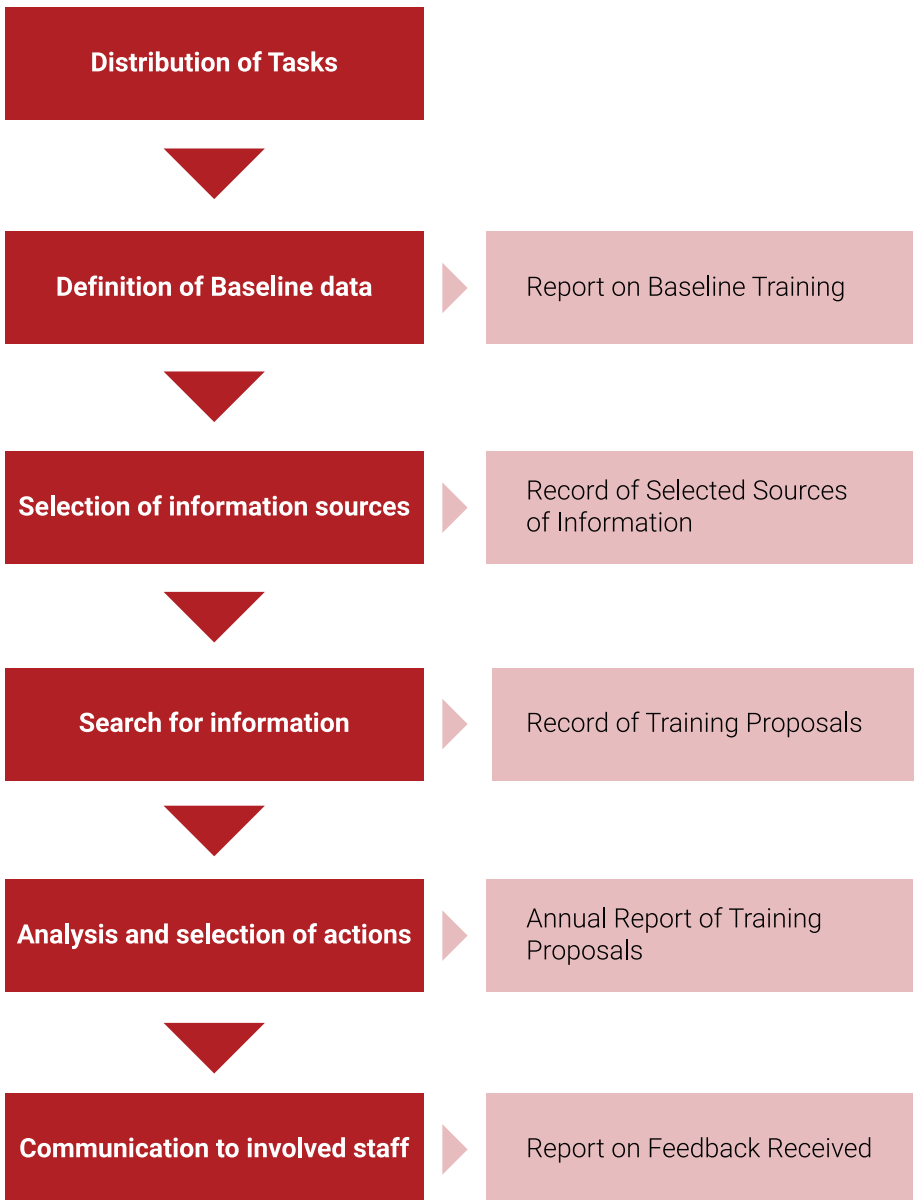 Distribution of Tasks
Definition of Baseline data
Report on Baseline Training
Selection of information sources
Record of Selected Sources
of Information
Search for information
Record of Training Proposals
Analysis and selection of actions
Annual Report of Training
Proposals
Communication to involved staff
Report on Feedback Received